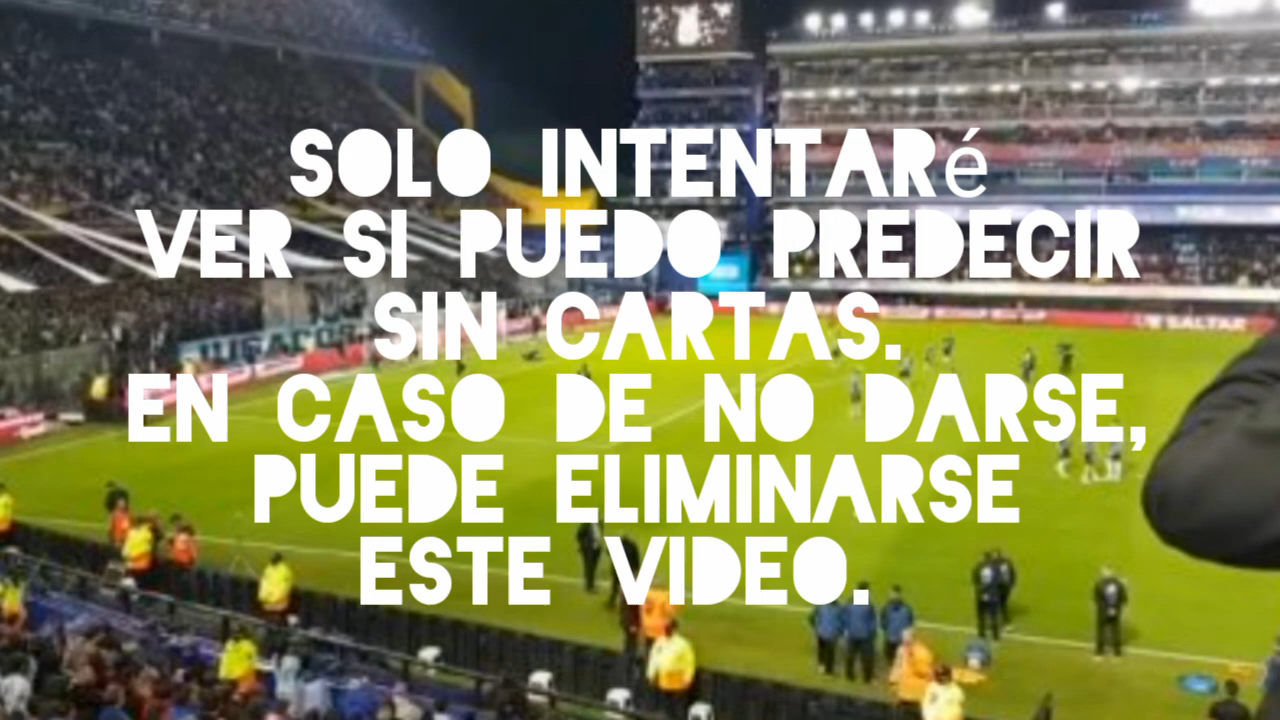 SOLO INTENTARé
VER SI PUEDO PREDECIR
SIN CARTAS.
EN CASO DE NO DARSE,
PUEDE ELIMINARSE
ESTE VIDEO.